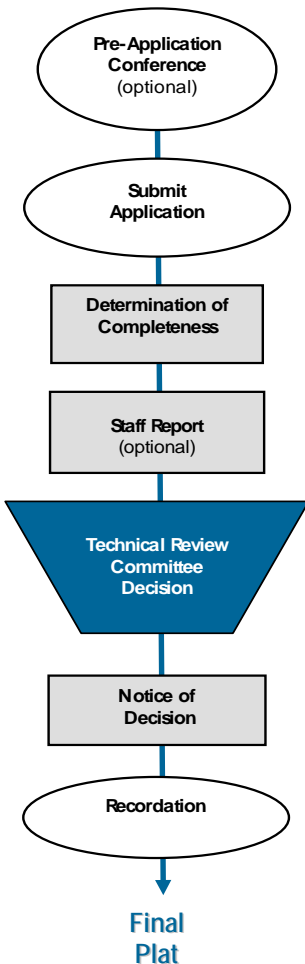 Pre-Application
Conference
(optional)
Submit
Application
Determination of
Completeness
Staff Report
(optional)
Technical Review
Committee
Decision
Notice of
Decision
Recordation
Final
Plat